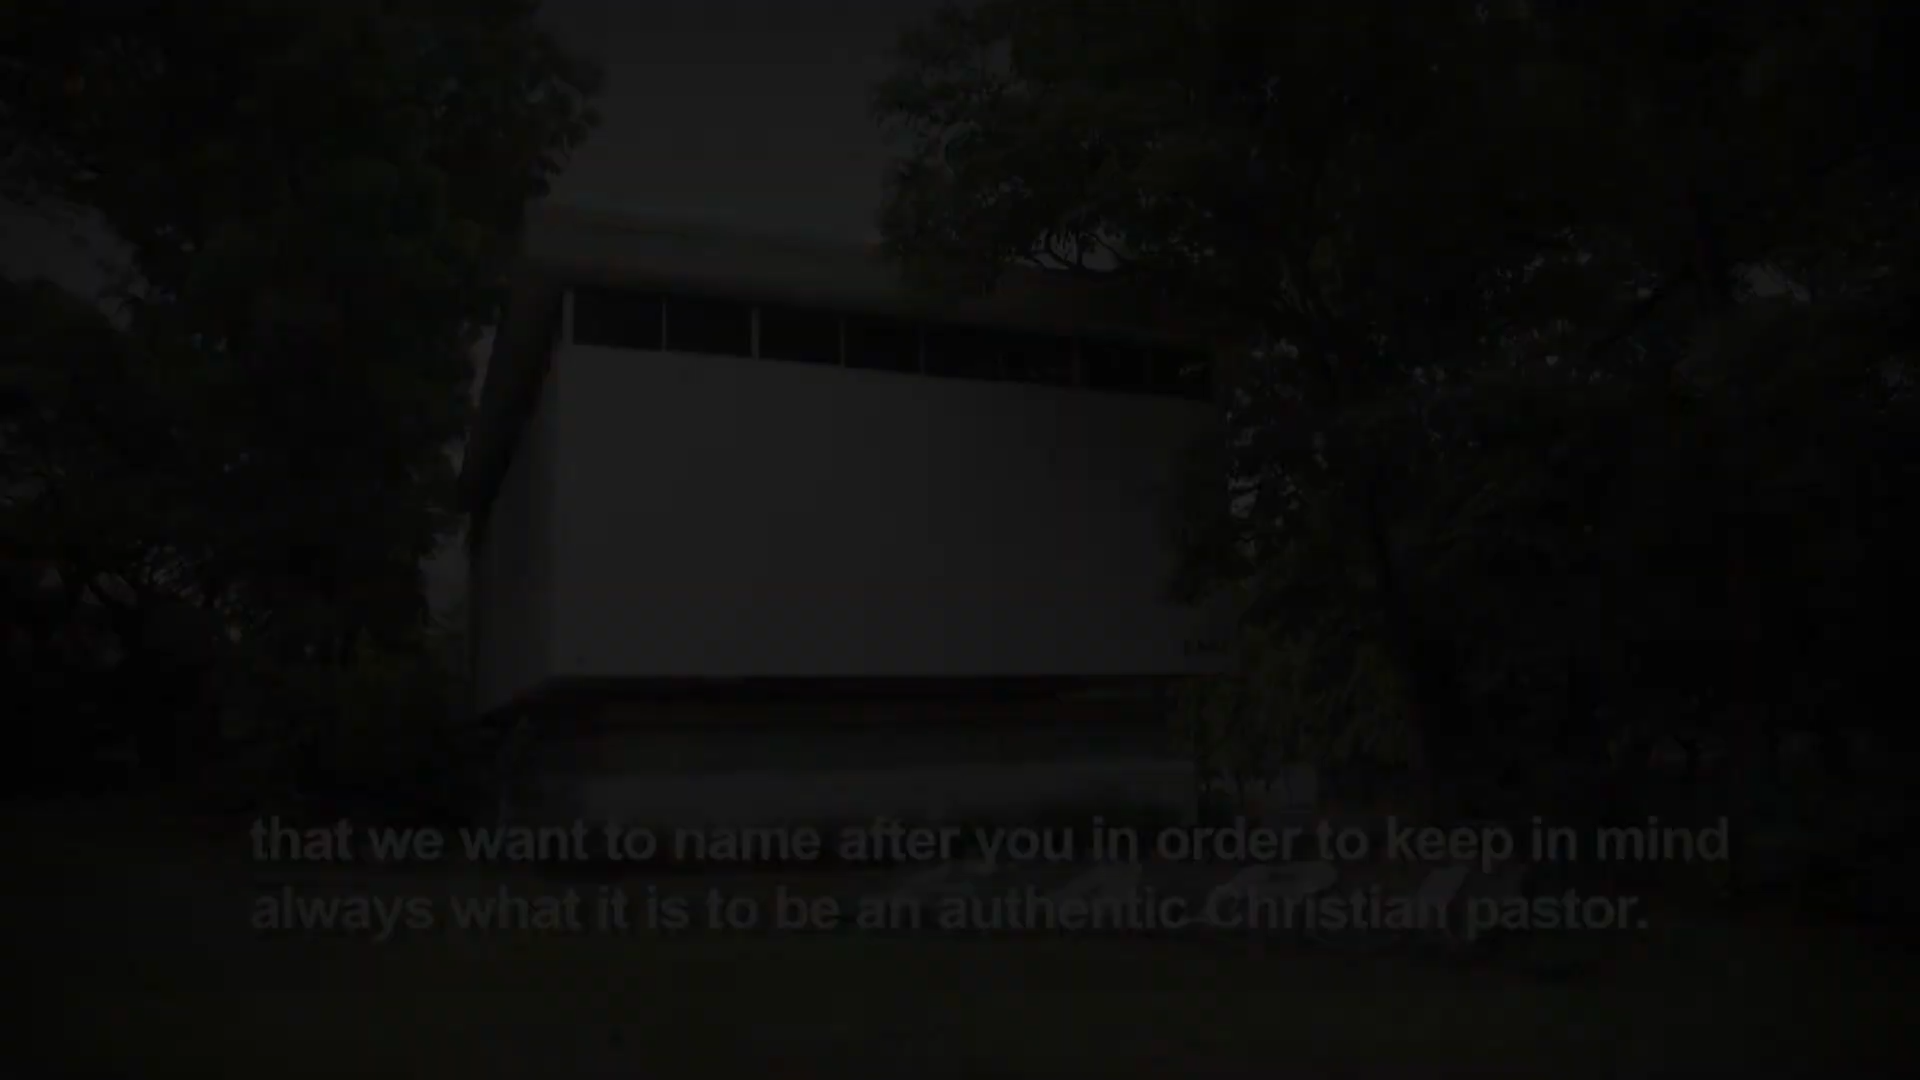 that we want to name after you in order to keep in mind
always what it is to be an authentic Christian pastor.